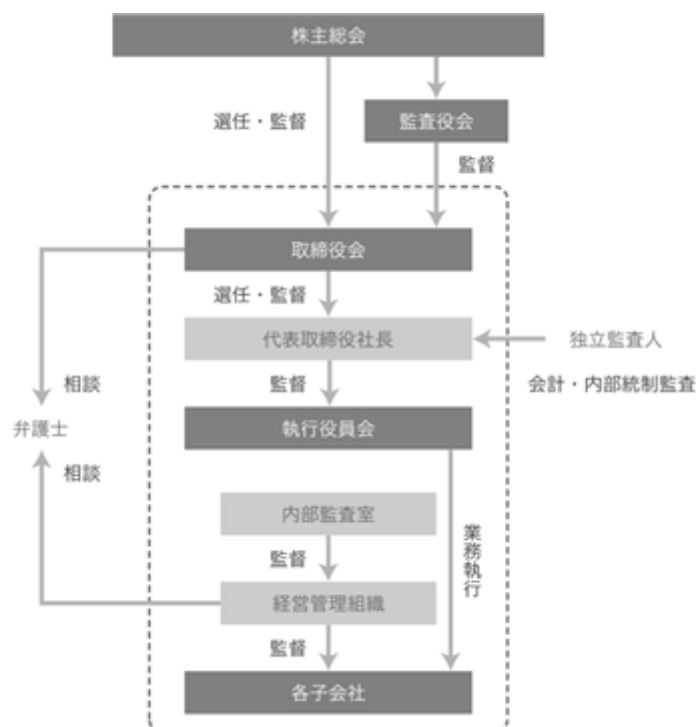 株主総会
選任・監督
監査役会
監督
取締役会
選任・監督
代表取締役社長
独立監査人
相談
監督
会計・内部統制監査
執行役員会
弁護士
相談
内部監査室
業務執行
監督
経営管理組織
監督
各子会社